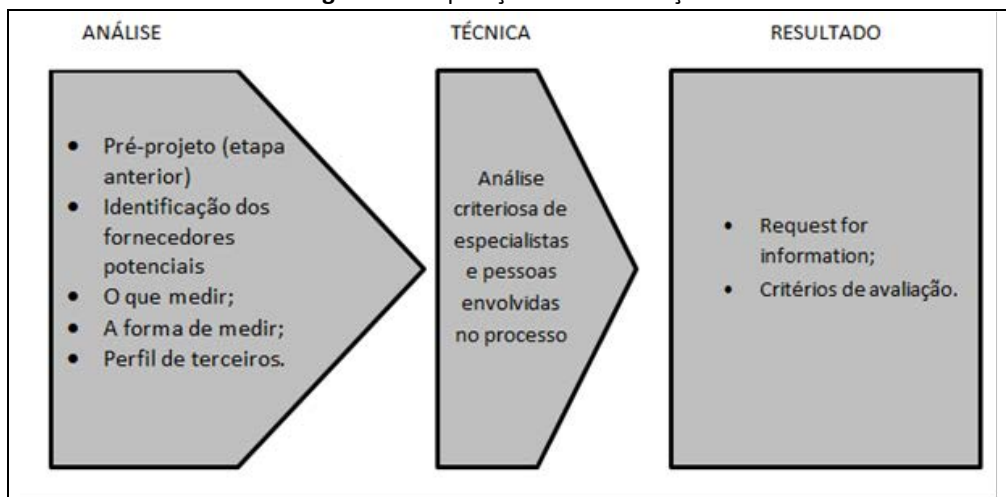 ANÁLISE
TÉCNICA
RESULTADO
• Pré-projeto (etapa
anterior)
• Identificação dos
fornecedores
potenciais
• O que medir;
• A forma de medir;
• Perfil de terceiros.
Análise
criteriosa de
especialistas
e pessoas
envolvidas
no processo
• Request for
information;
• Critérios de avaliação.